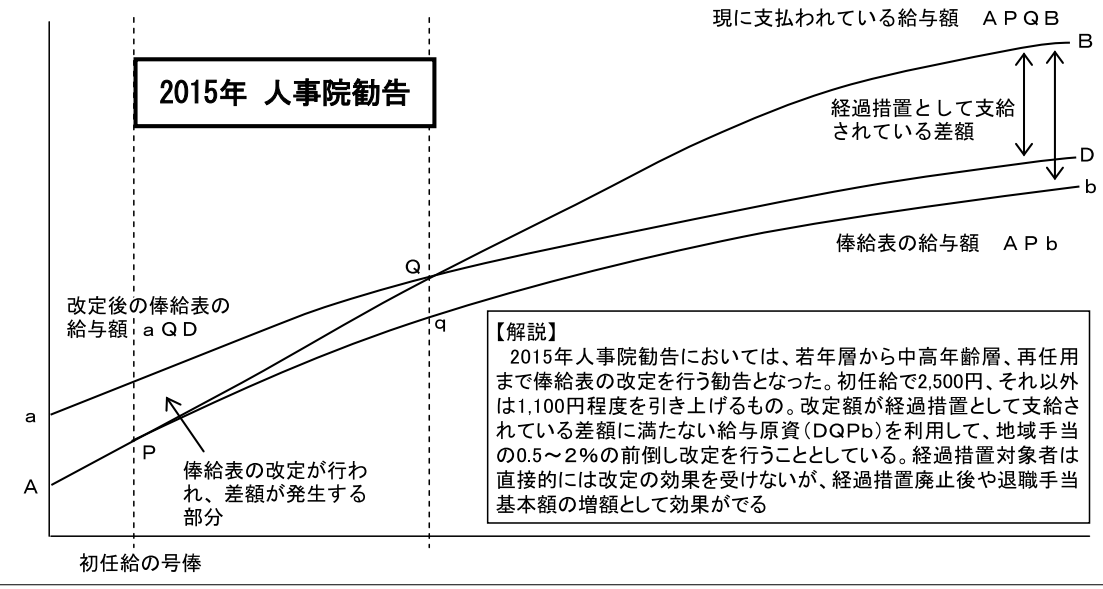 現に支払われている給与額　ＡＰＱＢ
B
2015年 人事院勧告
経過措置として支給
されている差額
D
b
俸給表の給与額　ＡＰｂ
Q
q
改定後の俸給表の
給与額 ａＱＤ
a
A
P
俸給表の改定が行わ
れ、差額が発生する
部分
【解説】
2015年人事院勧告においては、若年層から中高年齢層、再任用
まで俸給表の改定を行う勧告となった。初任給で2,500円、それ以外
は1,100円程度を引き上げるもの。改定額が経過措置として支給さ
れている差額に満たない給与原資（DQPb）を利用して、地域手当
の0.5～２％の前倒し改定を行うこととしている。経過措置対象者は
直接的には改定の効果を受けないが、経過措置廃止後や退職手当
基本額の増額として効果がでる
初任給の号俸